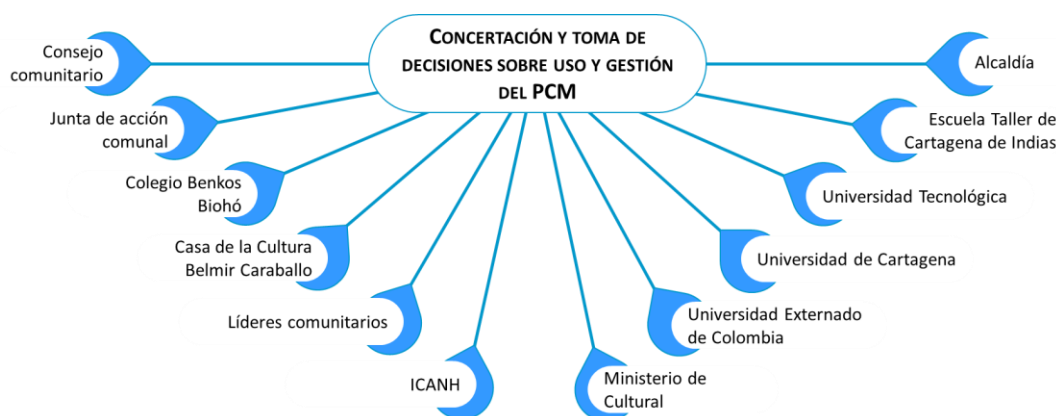 CONCERTACIÓN Y TOMA DE
DECISIONES SOBRE USO Y GESTIÓN
DEL PCM
Consejo
comunitario
Junta de acción
comunal
Colegio Benkos
Biohó
Casa de la Cultura
Belmir Caraballo
Líderes comunitarios
ICANH
Ministerio de
Cultural
Universidad Externado
de Colombia
Universidad de Cartagena
Universidad Tecnológica
Escuela Taller de
Cartagena de Indias
Alcaldía